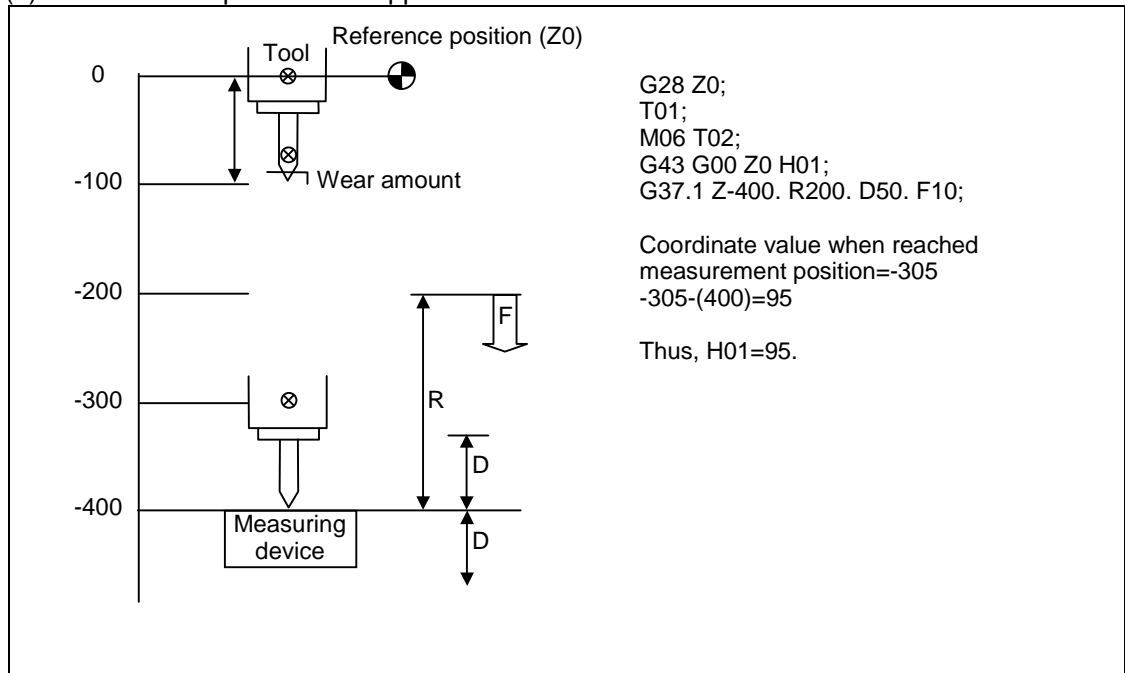 Reference position (Z0)
Tool
0
-100
Wear amount
-200
F
-300
R
D
-400
Measuring
device
D
G28 Z0;
T01;
M06 T02;
G43 G00 Z0 H01;
G37.1 Z-400. R200. D50. F10;
Coordinate value when reached
measurement position=-305
-305-(400)=95
Thus, H01=95.